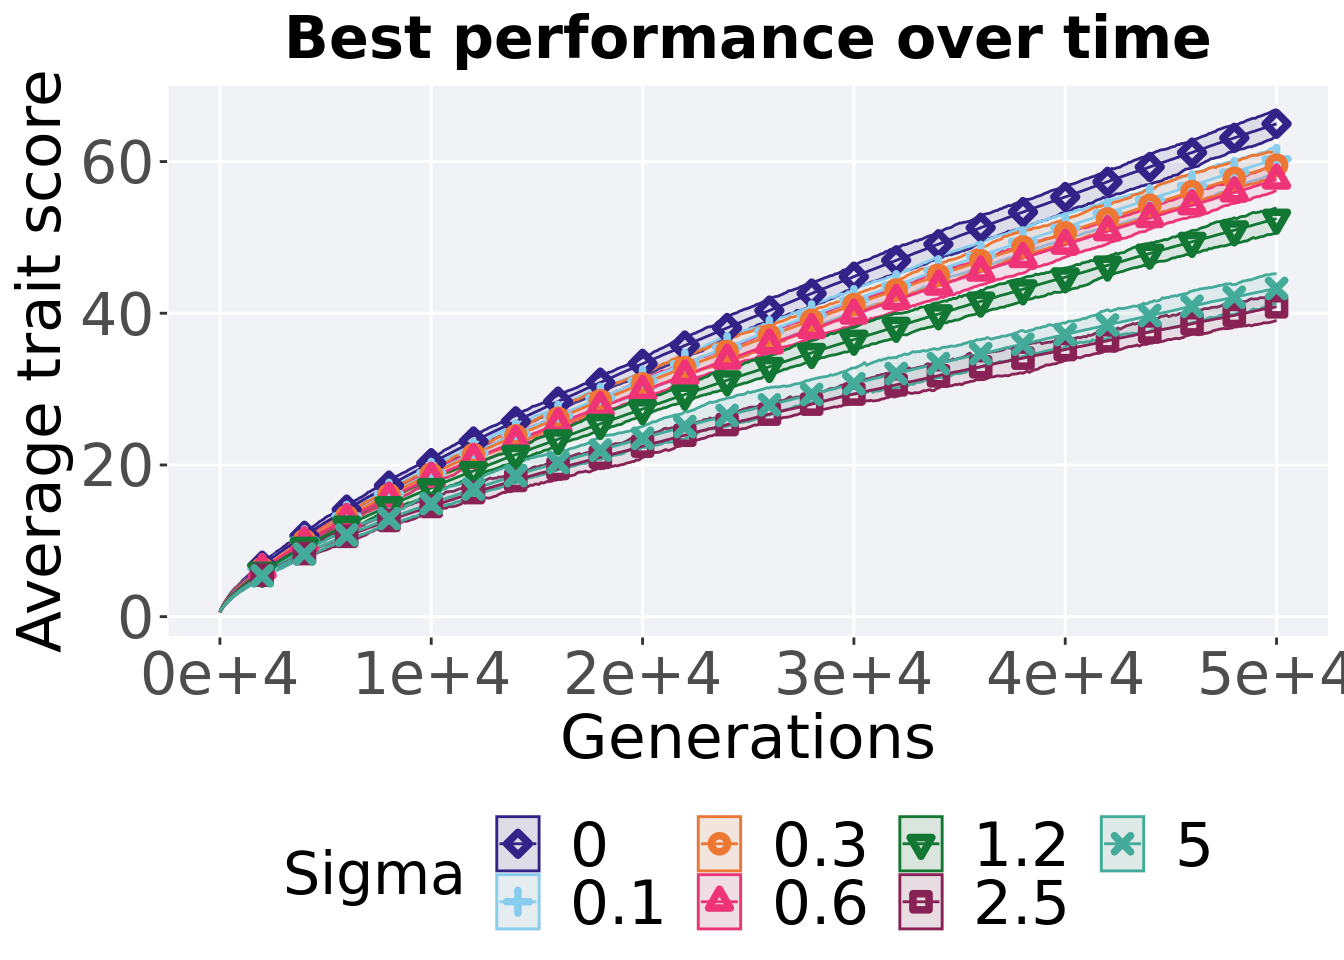 Best performance over time
Average trait score
60
40
20
0
0e+4 1e+4 2e+4 3e+4 4e+4 5e+4
Generations
Sigma
0 0.3 1.2 5
0.1 0.6 2.5